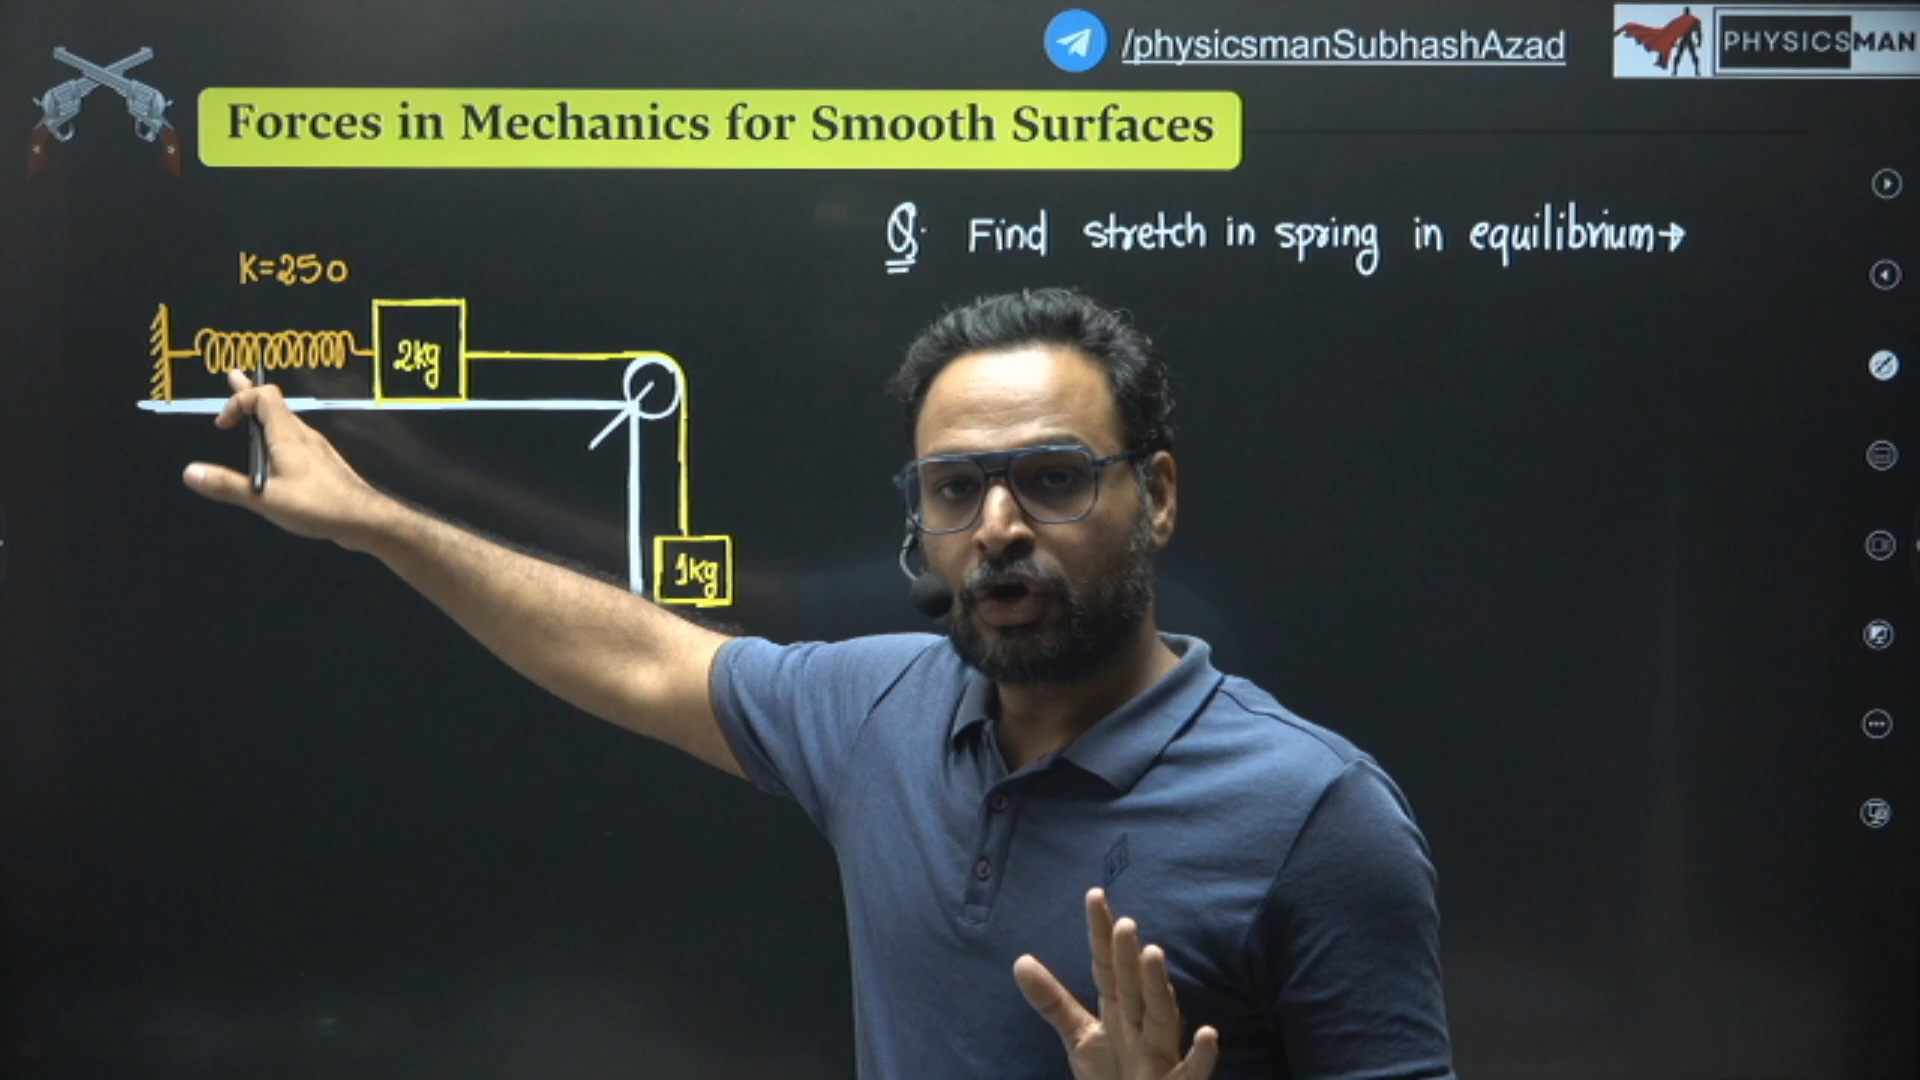 /physicsmanSubhashAzad
PHYSICSMAN
Forces in Mechanics for Smooth Surfaces
Q. Find stretch in spring in equilibrium→
K=250
2kg
1kg